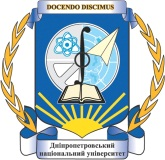 DOCENDO DISCIMUS
Дніпропетровський
національний університет